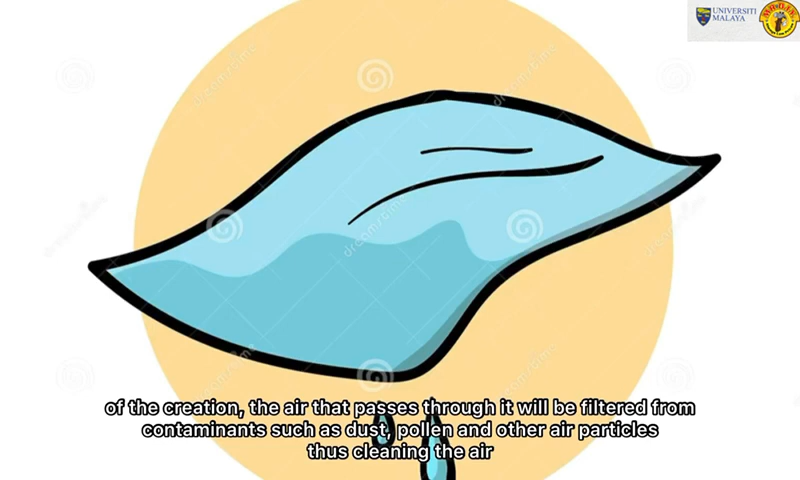 UNIVERSITI
MALAYA
of the creation, the air that passes through it will be filtered from
contaminants such as dust, pollen and other air particles
thus cleaning the air
dreamstime